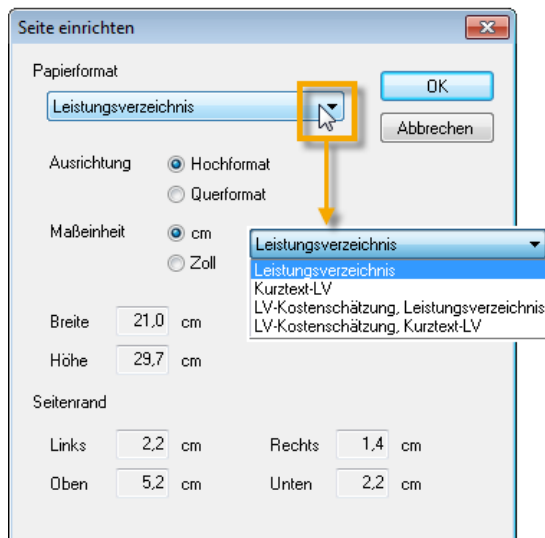 Seite einrichten
Papierformat
Leistungsverzeichnis
OK
Abbrechen
Ausrichtung Hochformat
Querformat
Maßeinheit cm
Zoll
Leistungsverzeichnis
Leistungsverzeichnis
Kurztext-LV
LV-Kostenschätzung, Leistungsverzeichnis
LV-Kostenschätzung, Kurztext-LV
Breite 21,0 cm
Höhe 29,7 cm
Seitenrand
Links 2,2 cm Rechts 1,4 cm
Oben 5,2 cm Unten 2,2 cm